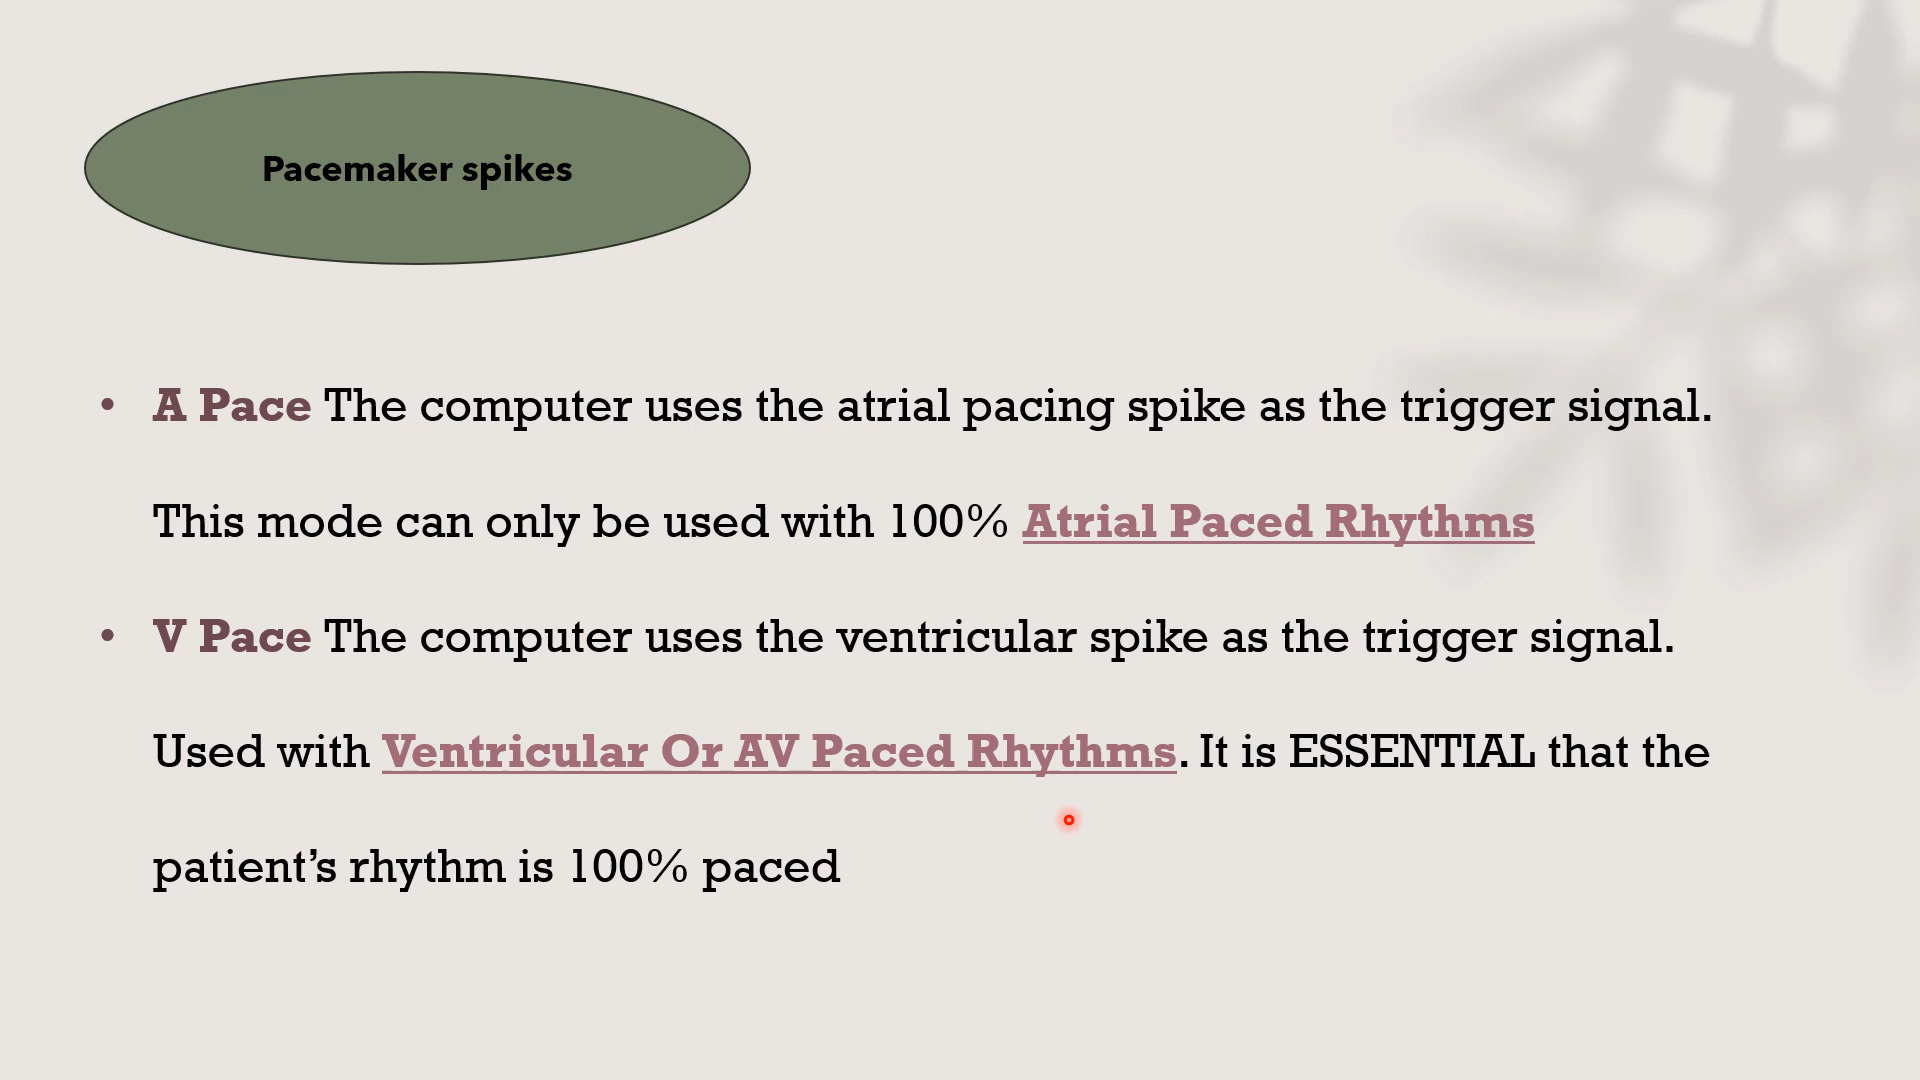 Pacemaker spikes
• A Pace The computer uses the atrial pacing spike as the trigger signal.
This mode can only be used with 100% Atrial Paced Rhythms
• V Pace The computer uses the ventricular spike as the trigger signal.
Used with Ventricular Or AV Paced Rhythms. It is ESSENTIAL that the
patient’s rhythm is 100% paced